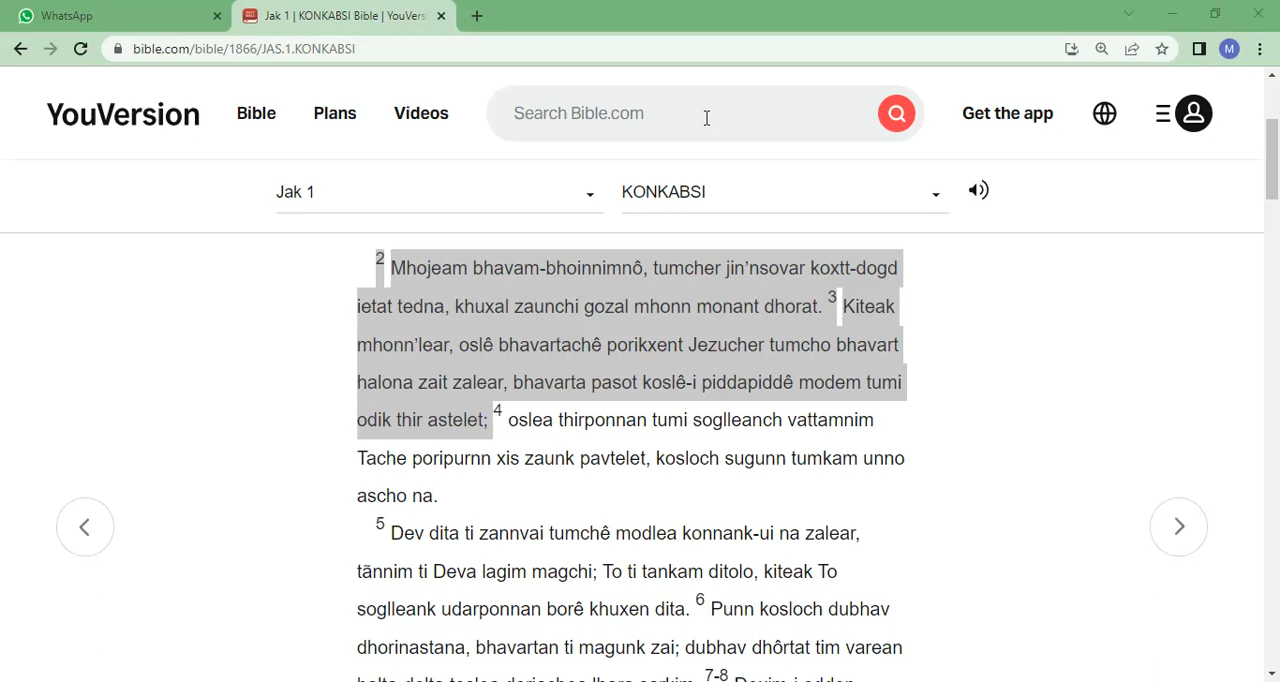 WhatsApp
Jak 1 | KONKABSI Bible | YouVers
bible.com/bible/1866/JAS.1.KONKABSI
M
YouVersion
Bible
Plans
Videos
Search Bible.com
Get the app
Jak 1
KONKABSI
2 Mhojeam bhavam-bhoinnimnô, tumcher jin’nsovar koxtt-dogd
ietat tedna, khuxal zaunchi gozal mhonn monant dhorat. 3 Kiteak
mhonn’lear, oslê bhavartachê porikxent Jezucher tumcho bhavart
halona zait zalear, bhavarta pasot koslê-i piddapiddê modem tumi
odik thir astelet; 4 oslea thirponnan tumi soglleanch vattamnim
Tache poripurnn xis zaunk pavtelet, kosloch sugunn tumkam unno
ascho na.
5 Dev dita ti zannvai tumchê modlea konnank-ui na zalear,
tãnnim ti Deva lagim magchi; To ti tankam ditolo, kiteak To
soglleank udarponnan borê khuxen dita. 6 Punn kosloch dubhav
dhorinastana, bhavartan ti magunk zai; dubhav dhôrtat tim varean
7-8